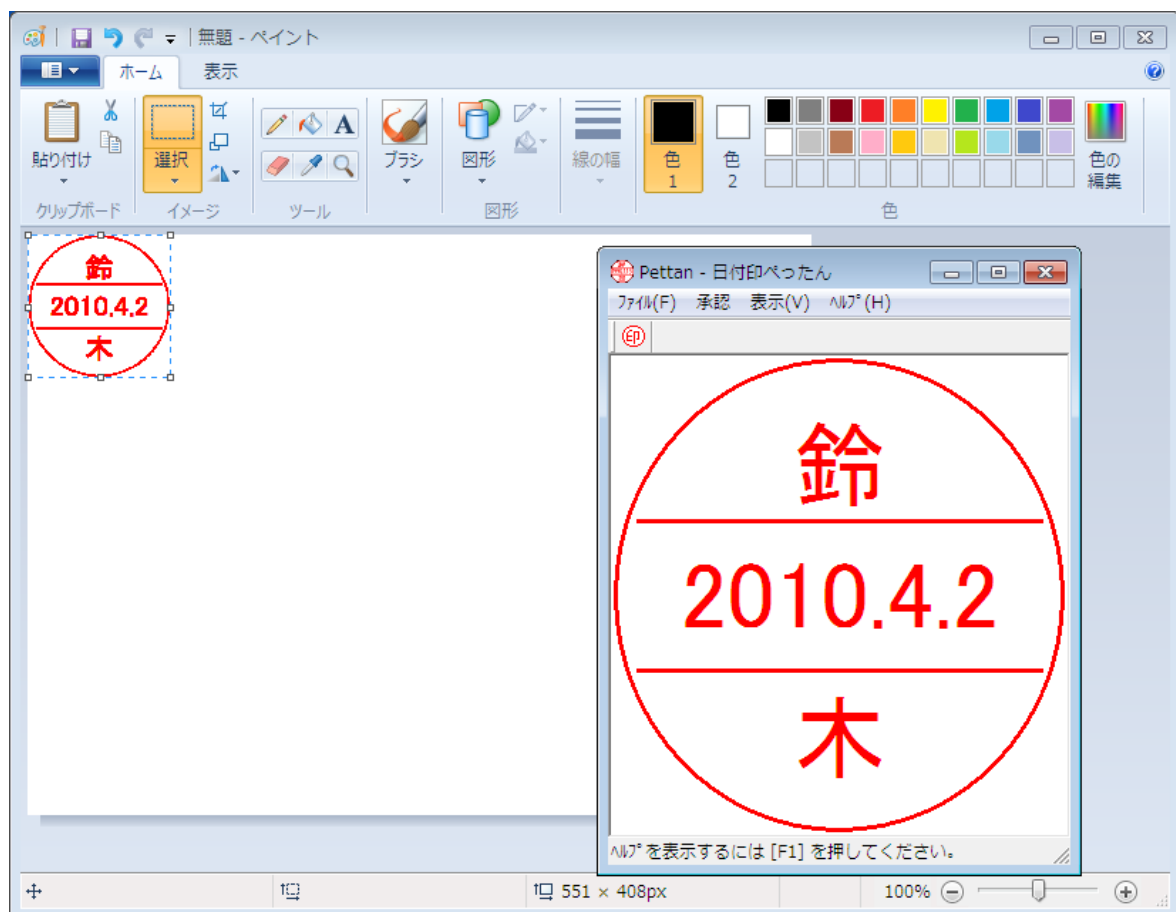 無題 - ペイント
ホーム 表示
貼り付け
選択
A
ブラシ
図形
線の幅
色
1
色
2
色の
編集
クリップボード
イメージ
ツール
図形
色
鈴
2010.4.2
木
Pettan - 日付印ぺったん
ﾌｧｲﾙ(F) 承認 表示(V) ﾍﾙﾌﾟ(H)
印
鈴
2010.4.2
木
ﾍﾙﾌﾟを表示するには [F1] を押してください。
551 × 408px
100%